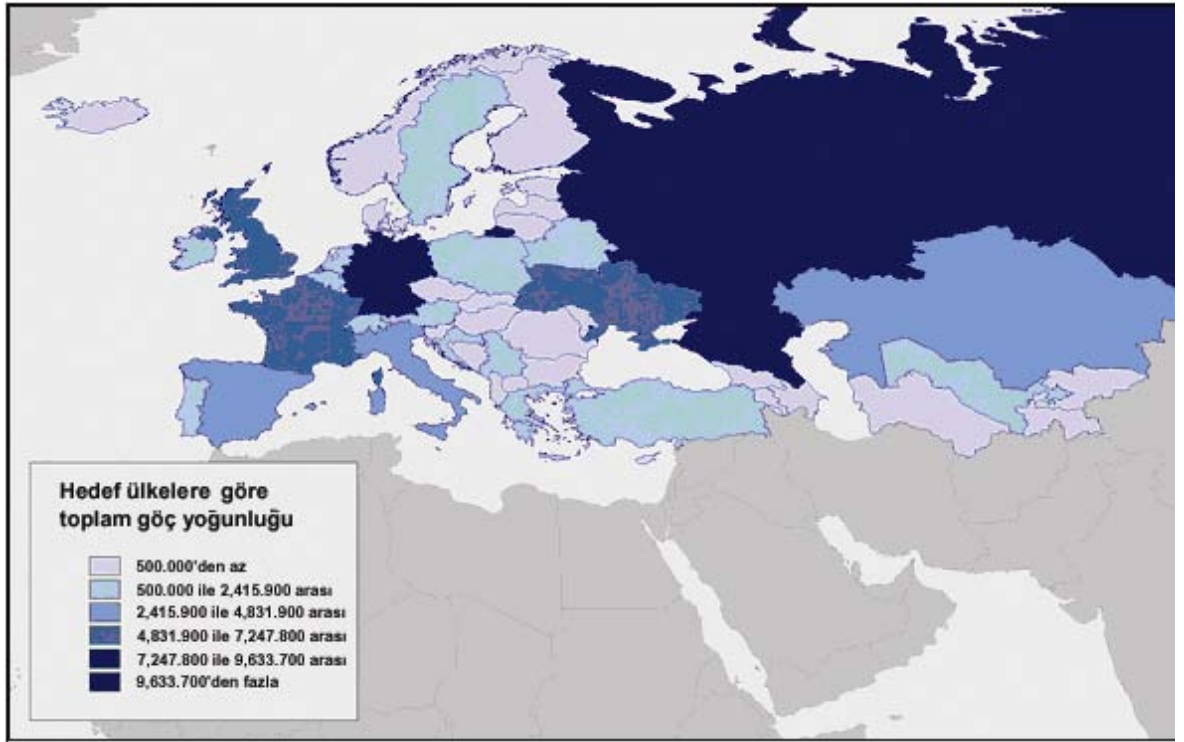 Hedef ülkelere göre
toplam göç yoğunluğu
500.000'den az
500.000 ile 2,415.900 arası
2,415.900 ile 4,831.900 arası
4,831.900 ile 7,247.800 arası
7,247.800 ile 9,633.700 arası
9,633.700'den fazla